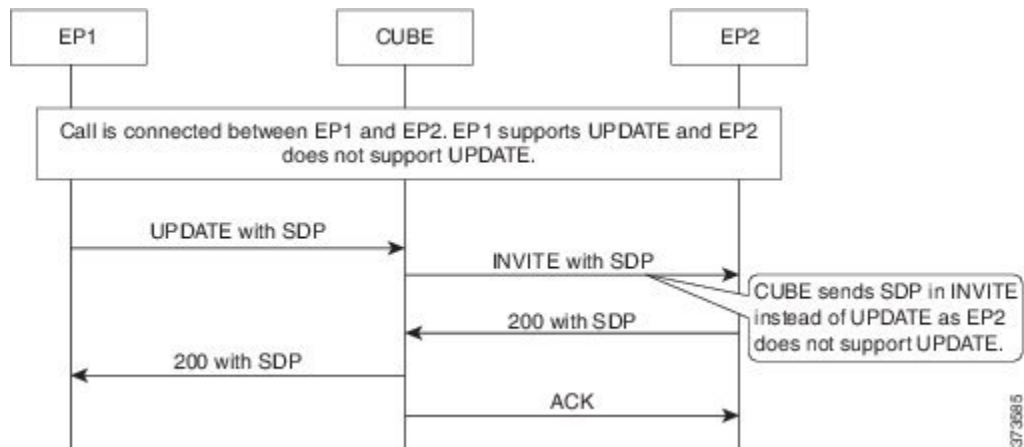 EP1
CUBE
EP2
Call is connected between EP1 and EP2. EP1 supports UPDATE and EP2
does not support UPDATE.
UPDATE with SDP
INVITE with SDP
CUBE sends SDP in INVITE
instead of UPDATE as EP2
does not support UPDATE.
200 with SDP
200 with SDP
ACK
373585